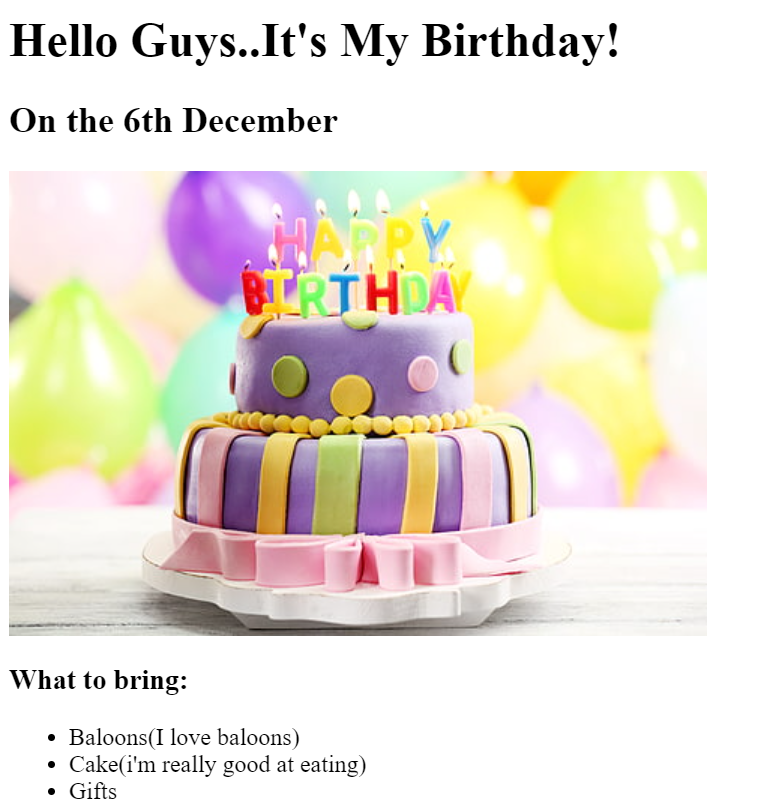 Hello Guys..It's My Birthday!
On the 6th December
HAPPY
BIRTHDAY
What to bring:
Baloons(I love baloons)
Cake(i'm really good at eating)
Gifts